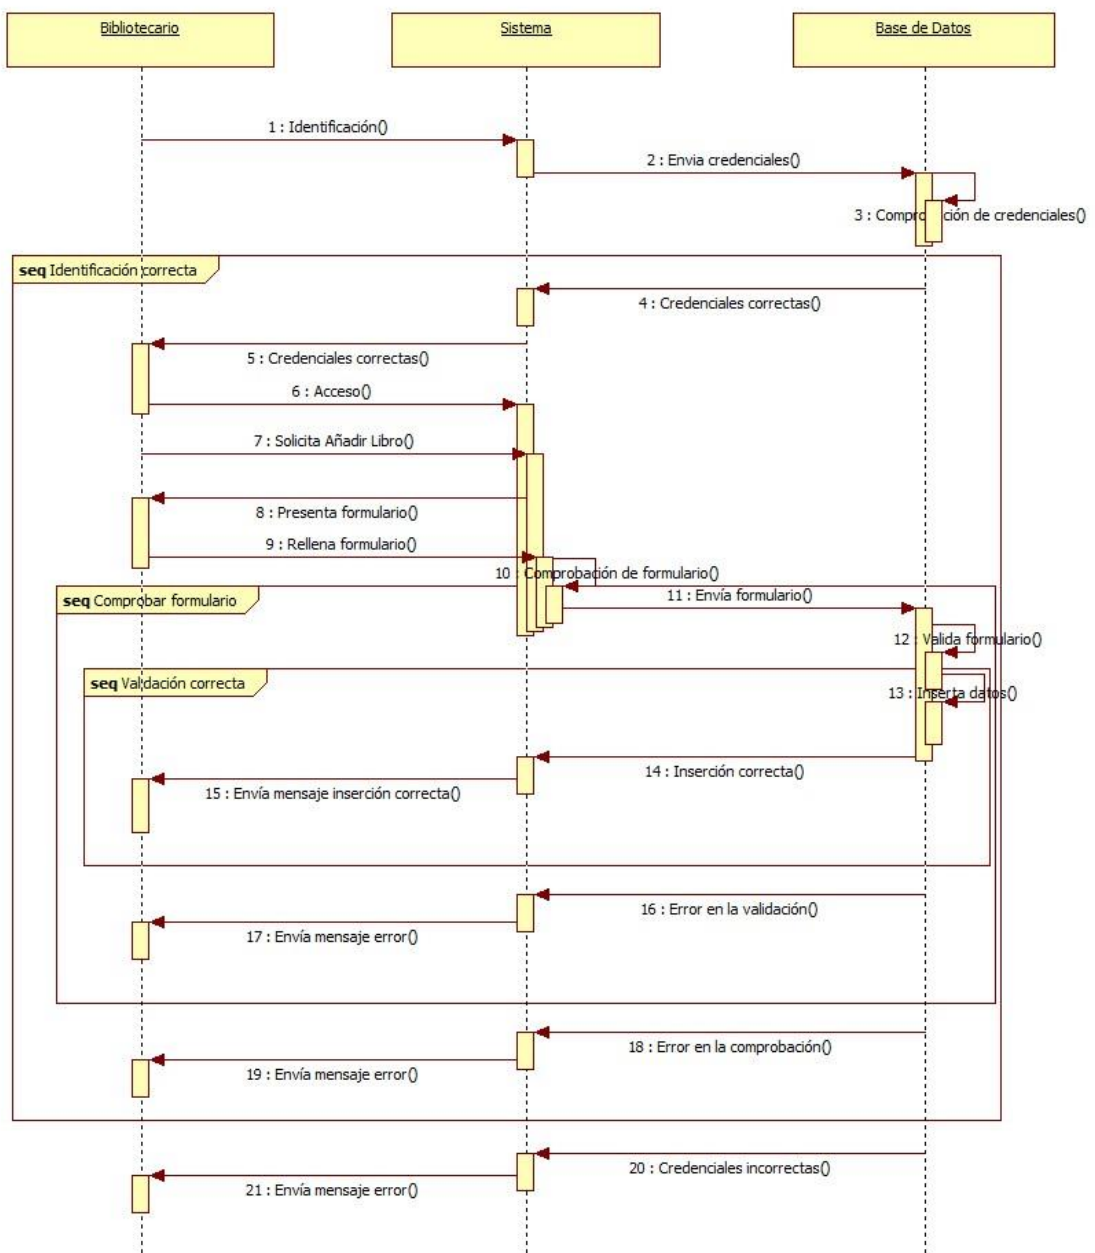 Bibliotecario
Sistema
Base de Datos
1 : Identificación()
2 : Envia credenciales()
3 : Comprobación de credenciales()
seq Identificación correcta
4 : Credenciales correctas()
5 : Credenciales correctas()
6 : Acceso()
7 : Solicita Añadir Libro()
8 : Presenta formulario()
9 : Rellena formulario()
10 : Comprobación de formulario()
seq Comprobar formulario
11 : Envía formulario()
12 : Valida formulario()
seq Validación correcta
13 : Inserta datos()
14 : Inserción correcta()
15 : Envía mensaje inserción correcta()
16 : Error en la validación()
17 : Envía mensaje error()
18 : Error en la comprobación()
19 : Envía mensaje error()
20 : Credenciales incorrectas()
21 : Envía mensaje error()